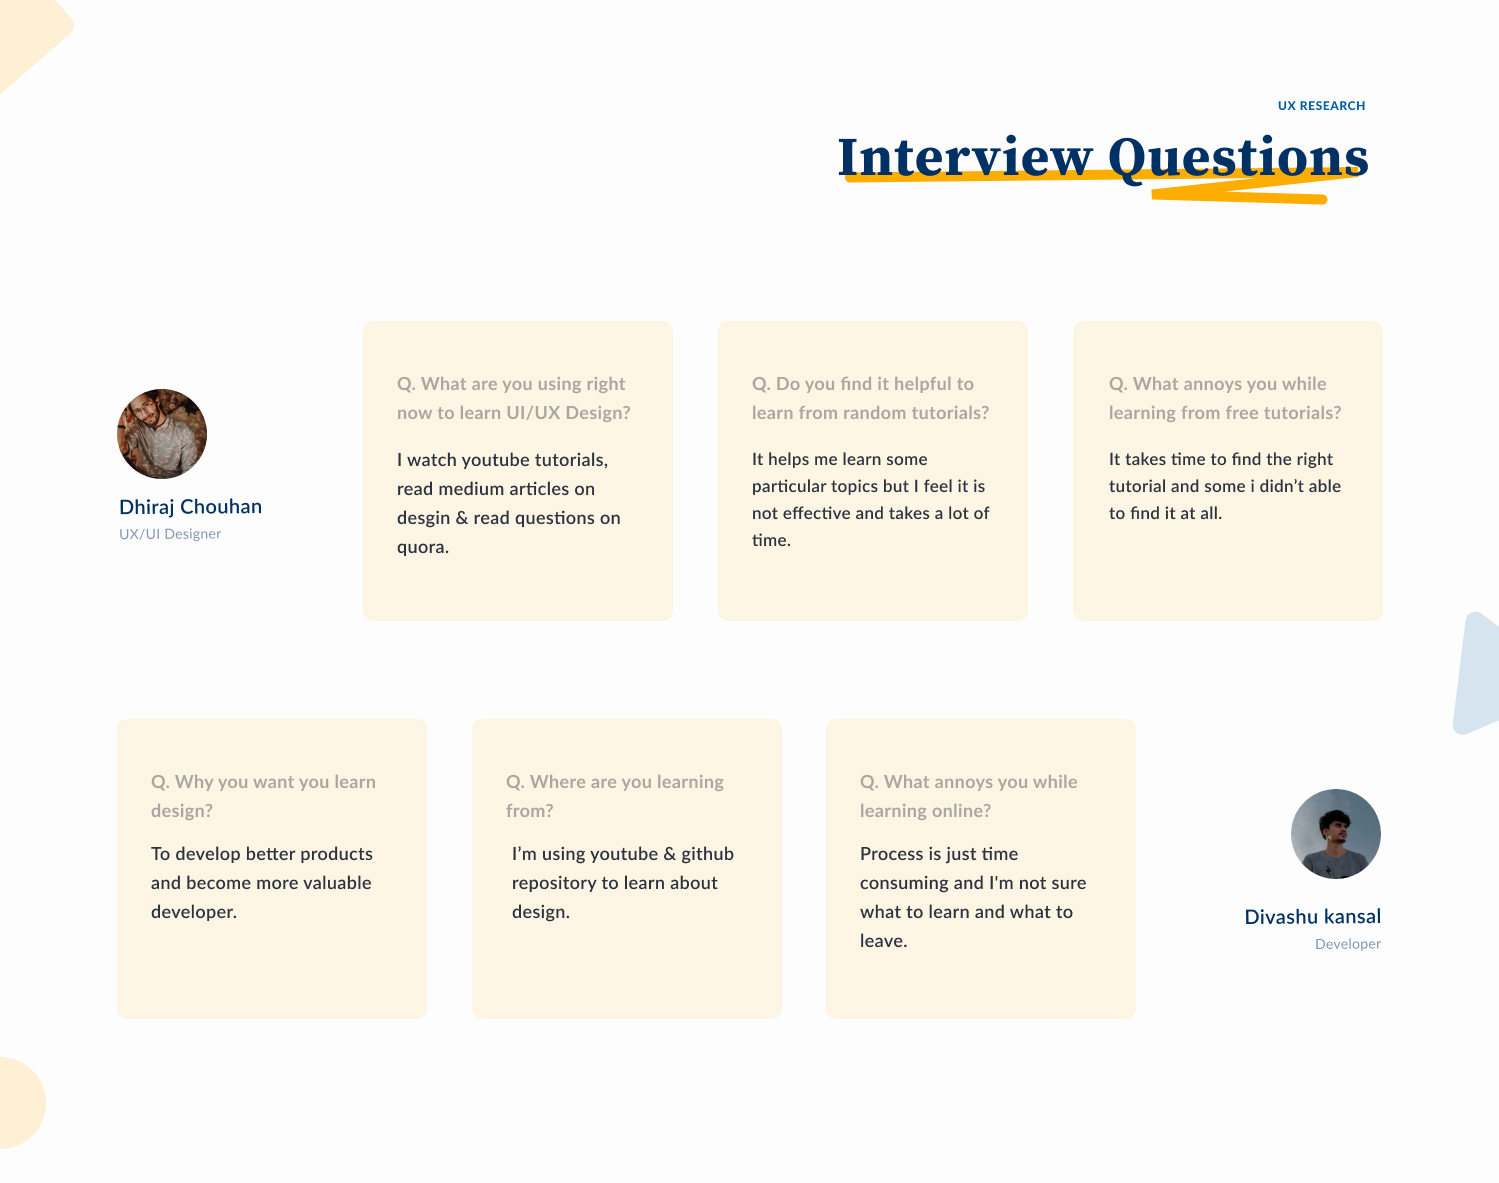 UX RESEARCH
Interview Questions
Dhiraj Chouhan
UX/UI Designer
Q. What are you using right
now to learn UI/UX Design?
I watch youtube tutorials,
read medium articles on
desgin & read questions on
quora.
Q. Do you find it helpful to
learn from random tutorials?
It helps me learn some
particular topics but I feel it is
not effective and takes a lot of
time.
Q. What annoys you while
learning from free tutorials?
It takes time to find the right
tutorial and some i didn’t able
to find it at all.
Q. Why you want you learn
design?
To develop better products
and become more valuable
developer.
Q. Where are you learning
from?
I’m using youtube & github
repository to learn about
design.
Q. What annoys you while
learning online?
Process is just time
consuming and I'm not sure
what to learn and what to
leave.
Divashu kansal
Developer